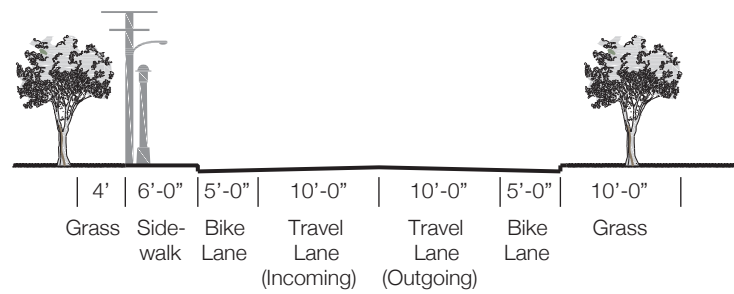 4’ 6’-0” 5’-0” 10’-0” 10’-0” 5’-0” 10’-0”
Grass Side- Bike Travel Travel Bike Grass
walk Lane Lane Lane Lane
(Incoming) (Outgoing)